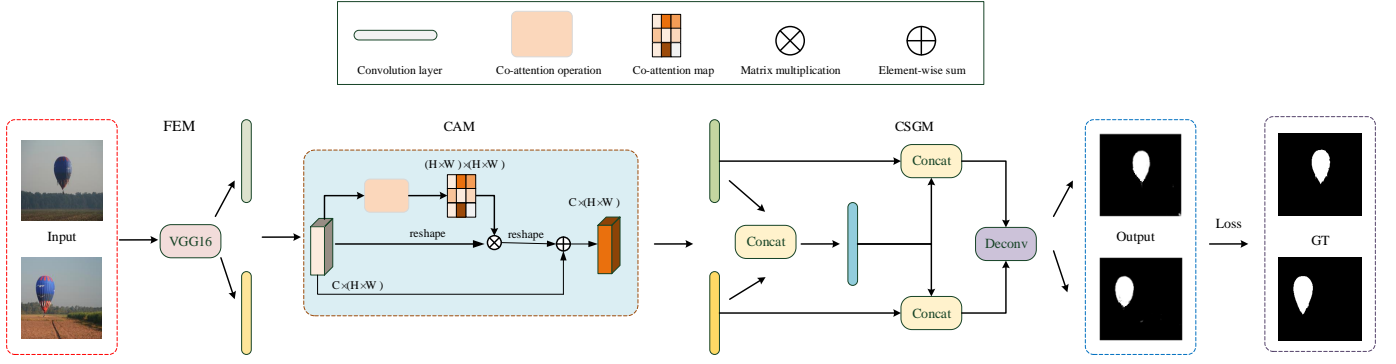 Convolution layer
Co-attention operation
Co-attention map
Matrix multiplication
Element-wise sum
FEM
CAM
CSGM
Input
VGG16
(H×W)×(H×W)
C×(H×W)
reshape
reshape
C×(H×W)
Concat
Concat
Concat
Deconv
Output
Loss
GT